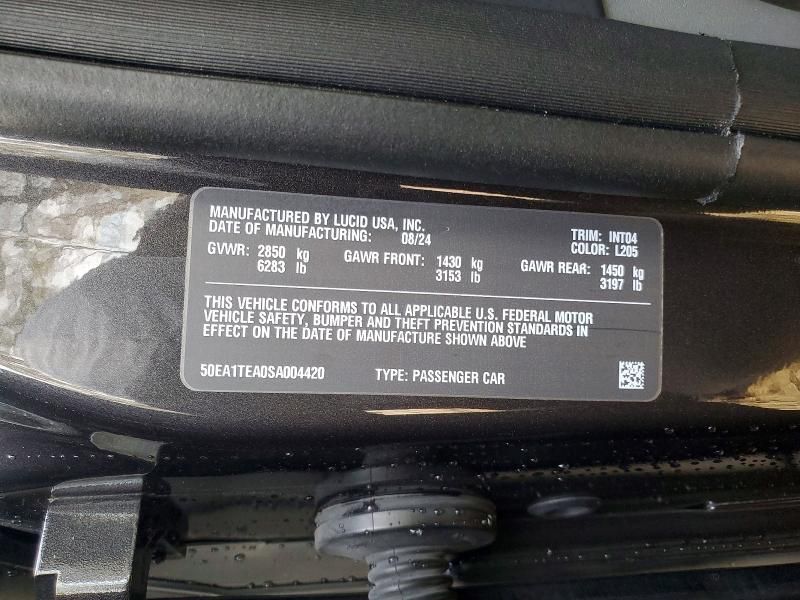 MANUFACTURED BY LUCID USA, INC.
DATE OF MANUFACTURING: 08/24
TRIM: INT04
COLOR: L205
GVWR: 2850 kg GAWR FRONT: 1430 kg GAWR REAR: 1450 kg
6283 lb 3153 lb 3197 lb
THIS VEHICLE CONFORMS TO ALL APPLICABLE U.S. FEDERAL MOTOR
VEHICLE SAFETY, BUMPER AND THEFT PREVENTION STANDARDS IN
EFFECT ON THE DATE OF MANUFACTURE SHOWN ABOVE
50EA1TEA0SA004420 TYPE: PASSENGER CAR